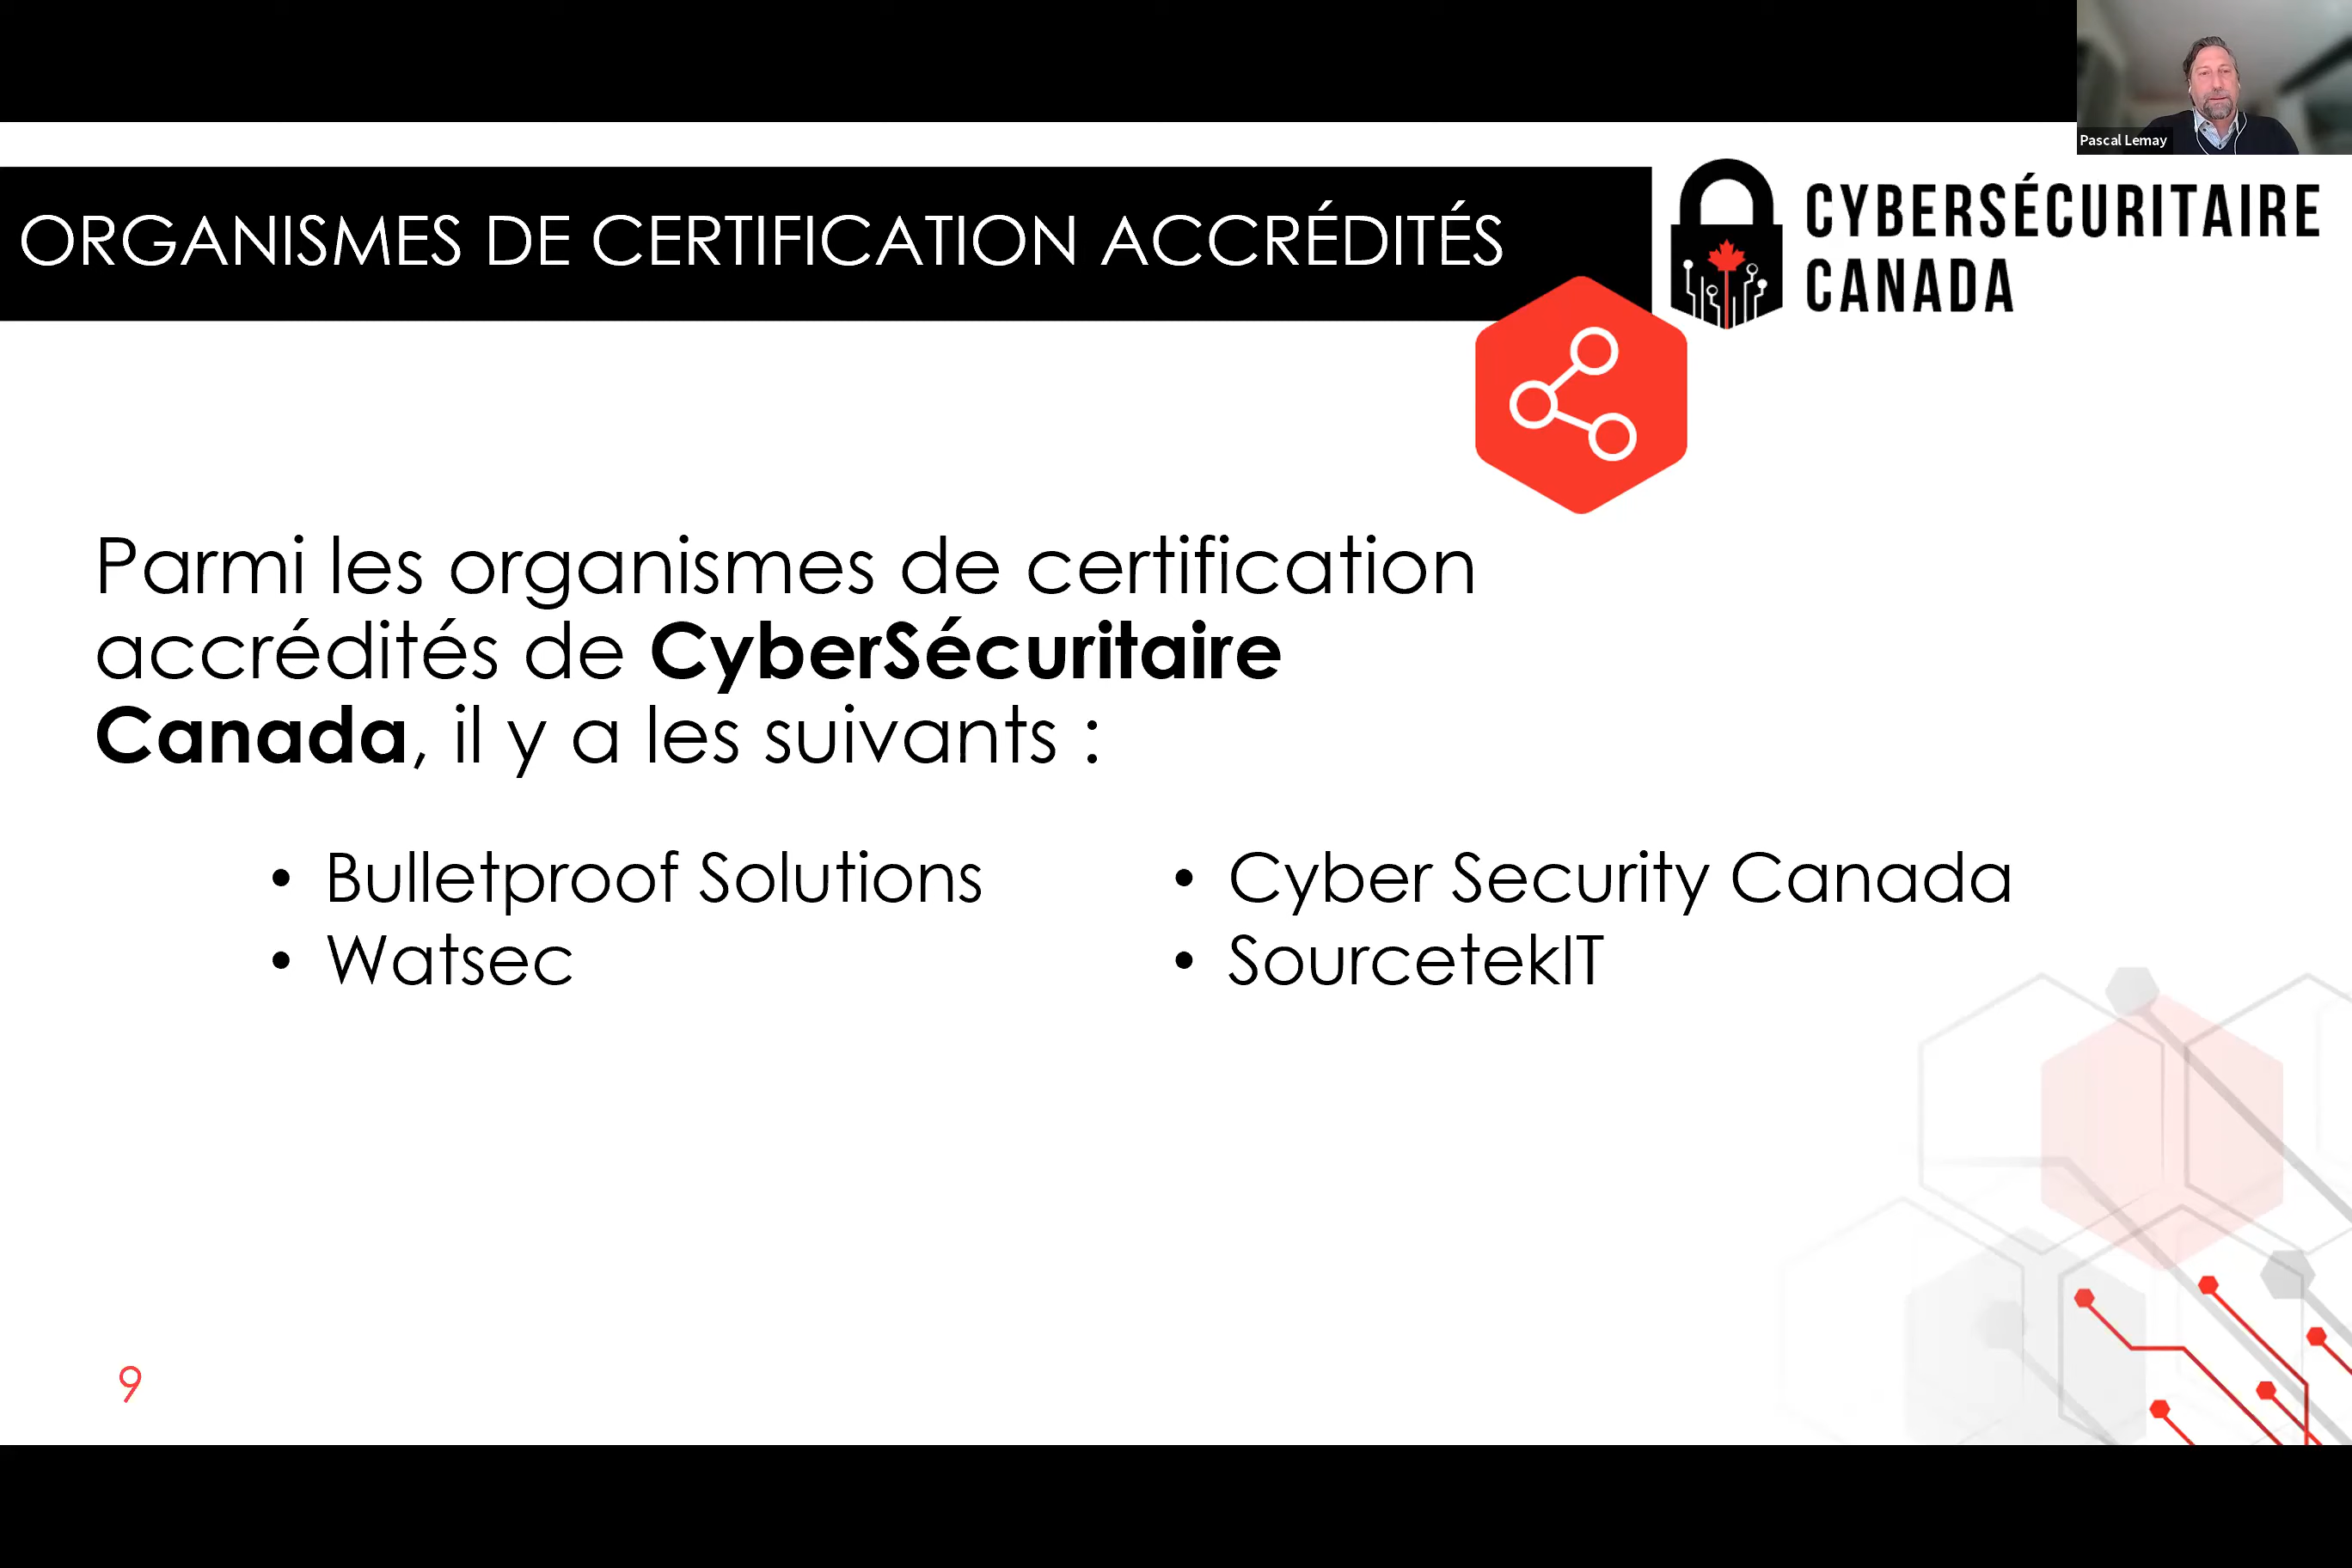 Pascal Lemay
ORGANISMES DE CERTIFICATION ACCRÉDITÉS
CYBERSÉCURITAIRE
CANADA
Parmi les organismes de certification
accrédités de CyberSécuritaire
Canada, il y a les suivants :
• Bulletproof Solutions
• Watsec
• Cyber Security Canada
• SourcetekIT
9